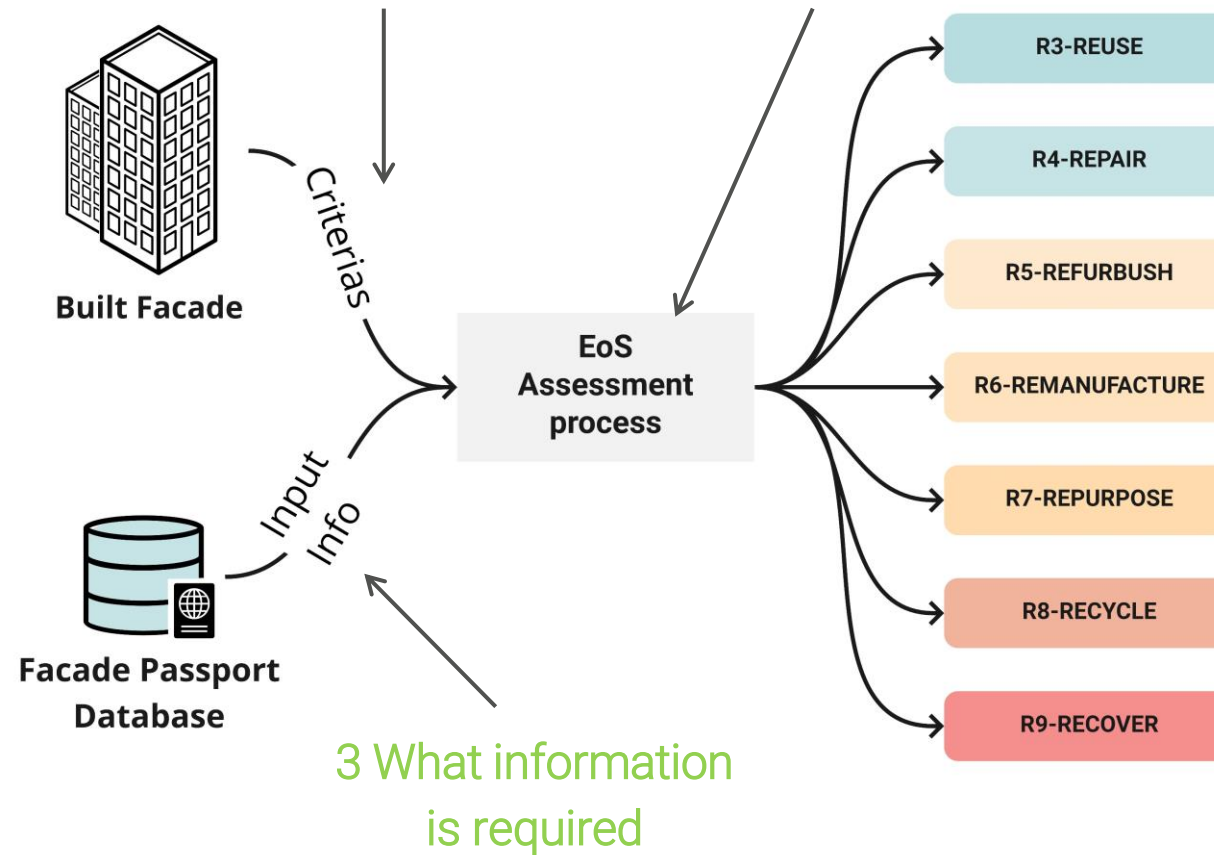 Built Facade
Criterias
Input
Info
Facade Passport
Database
EoS
Assessment
process
R3-REUSE
R4-REPAIR
R5-REFURBUSH
R6-REMANUFACTURE
R7-REPURPOSE
R8-RECYCLE
R9-RECOVER
3 What information
is required